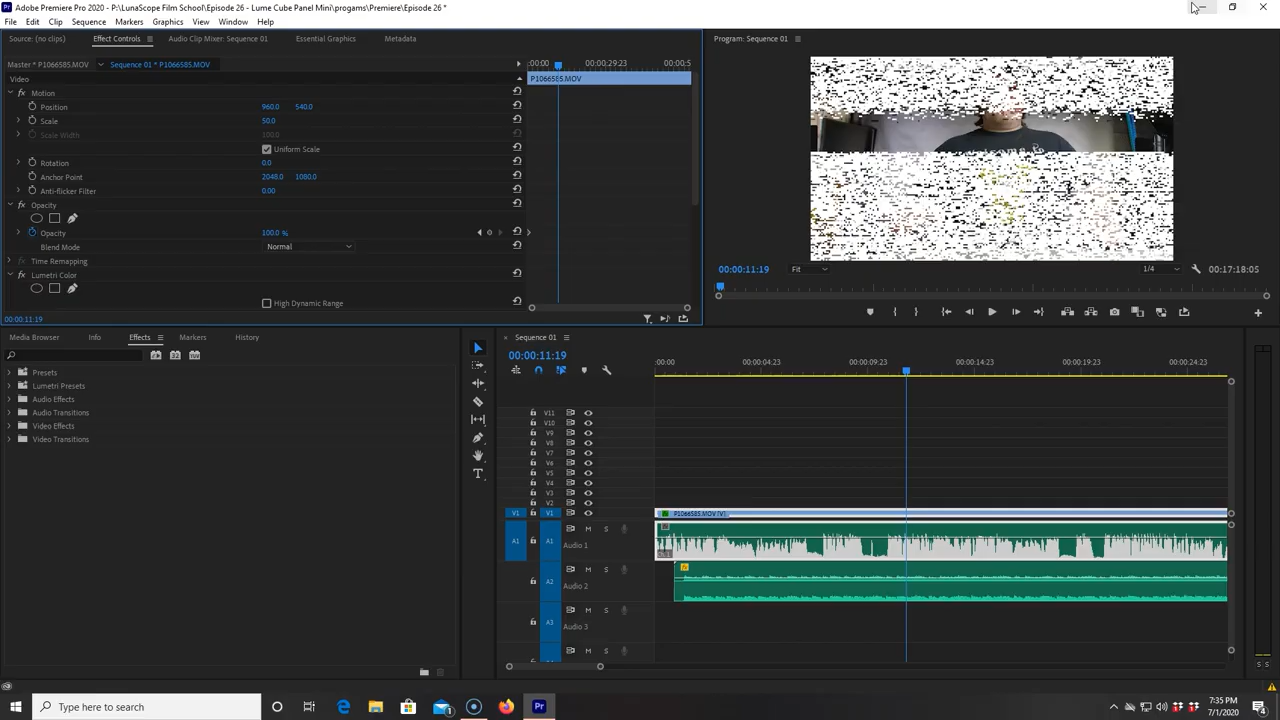 Adobe Premiere Pro 2020 - P:\LunaScope Film School\Episode 26 - Lume Cube Panel Mini\progams\Premiere\Episode 26 *
File Edit Clip Sequence Markers Graphics View Window Help
Source: (no clips) Effect Controls Audio Clip Mixer: Sequence 01 Essential Graphics Metadata
Program: Sequence 01
Master * P1066585.MOV Sequence 01 * P1066585.MOV
:00:00 00:00:29:23 00:00:5
Video
P1066585.MOV
fx Motion
Position 960.0 540.0
Scale 50.0
Scale Width 100.0
Uniform Scale
Rotation 0.0
Anchor Point 2048.0 1080.0
Anti-flicker Filter 0.00
fx Opacity
Opacity 100.0 %
Blend Mode Normal
Time Remapping
fx Lumetri Color
High Dynamic Range
00:00:11:19
00:00:11:19 Fit 1/4 00:17:18:05
Media Browser Info Effects Markers History
Presets
Lumetri Presets
Audio Effects
Audio Transitions
Video Effects
Video Transitions
× Sequence 01
00:00:11:19
:00:00 00:00:04:23 00:00:09:23 00:00:14:23 00:00:19:23 00:00:24:23
V11
V10
V9
V8
V7
V6
V5
V4
V3
V2
V1 V1 P1066585.MOV [V]
A1 A1 M S
Audio 1
A2 M S
Audio 2
A3 M S
Audio 3
M S
S S
Type here to search
7:35 PM
7/1/2020
4